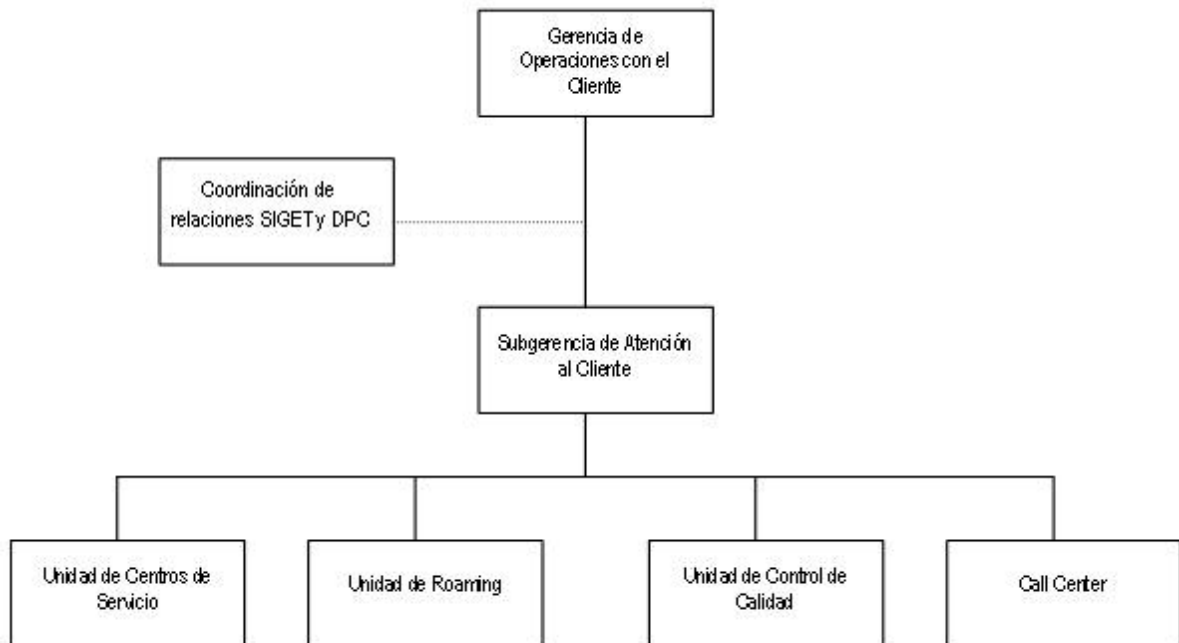 Gerencia de
Operaciones con el
Cliente
Coordinación de
relaciones SIGET y DPC
Subgerencia de Atención
al Cliente
Unidad de Centros de
Servicio
Unidad de Roaming
Unidad de Control de
Calidad
Call Center